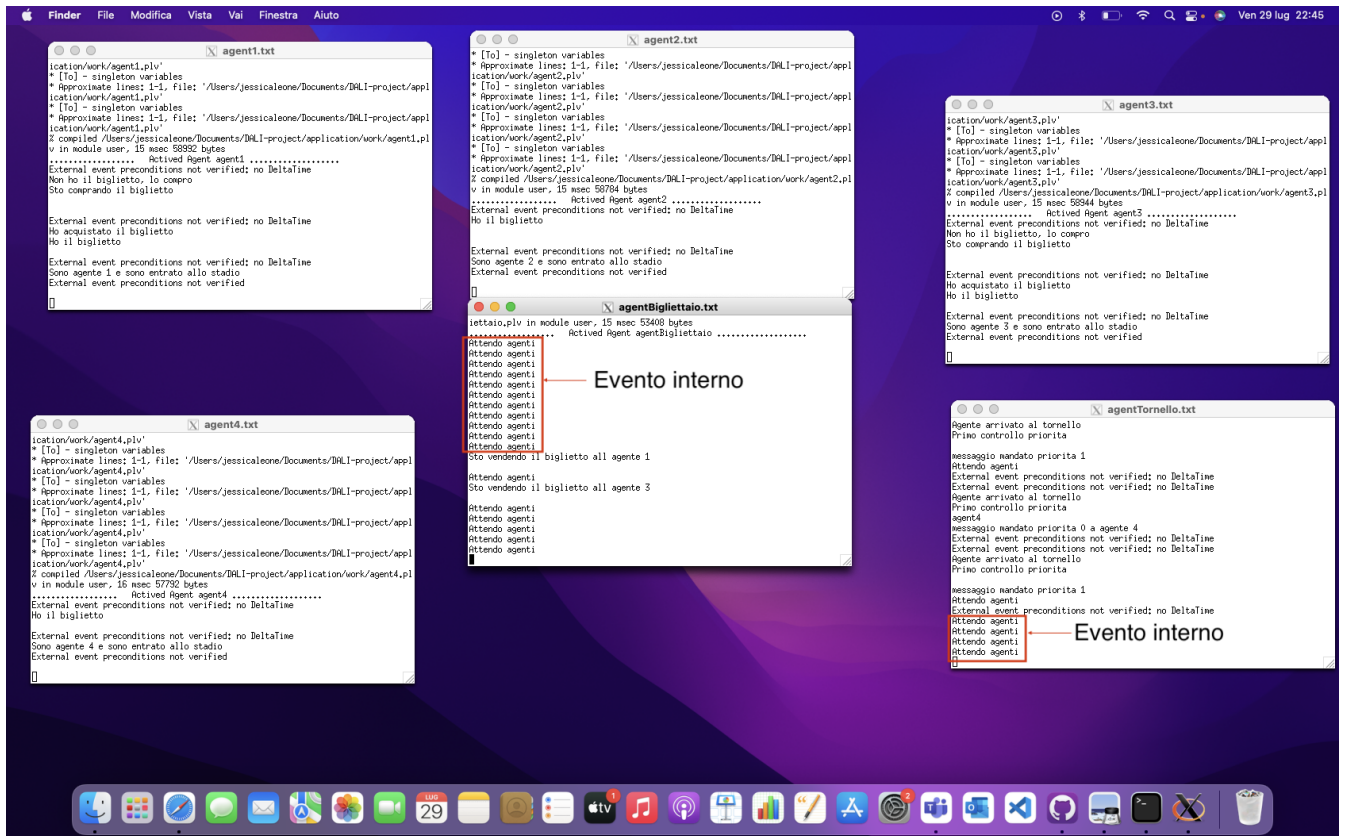 Finder File Modifica Vista Vai Finestra Aiuto
Ven 29 lug 22:45
agent1.txt
ication/work/agent1.plv'
* [To] - singleton variables
* Approximate lines: 1-1, file: '/Users/jessicaleone/Documents/DALI-project/appl
ication/work/agent1.plv'
* [To] - singleton variables
* Approximate lines: 1-1, file: '/Users/jessicaleone/Documents/DALI-project/appl
ication/work/agent1.plv'
% compiled /Users/jessicaleone/Documents/DALI-project/application/work/agent1.pl
v in module user, 15 msec 58992 bytes
.................. Actived Agent agent1 ...................
External event preconditions not verified: no DeltaTime
Non ho il biglietto, lo compro
Sto comprando il biglietto
External event preconditions not verified: no DeltaTime
Ho acquistato il biglietto
Ho il biglietto
External event preconditions not verified: no DeltaTime
Sono agente 1 e sono entrato allo stadio
External event preconditions not verified
agent2.txt
* [To] - singleton variables
* Approximate lines: 1-1, file: '/Users/jessicaleone/Documents/DALI-project/appl
ication/work/agent2.plv'
* [To] - singleton variables
* Approximate lines: 1-1, file: '/Users/jessicaleone/Documents/DALI-project/appl
ication/work/agent2.plv'
* [To] - singleton variables
* Approximate lines: 1-1, file: '/Users/jessicaleone/Documents/DALI-project/appl
ication/work/agent2.plv'
* [To] - singleton variables
* Approximate lines: 1-1, file: '/Users/jessicaleone/Documents/DALI-project/appl
ication/work/agent2.plv'
% compiled /Users/jessicaleone/Documents/DALI-project/application/work/agent2.pl
v in module user, 15 msec 58784 bytes
.................. Actived Agent agent2 ...................
External event preconditions not verified: no DeltaTime
Ho il biglietto
External event preconditions not verified: no DeltaTime
Sono agente 2 e sono entrato allo stadio
External event preconditions not verified
agent3.txt
ication/work/agent3.plv'
* [To] - singleton variables
* Approximate lines: 1-1, file: '/Users/jessicaleone/Documents/DALI-project/appl
ication/work/agent3.plv'
* [To] - singleton variables
* Approximate lines: 1-1, file: '/Users/jessicaleone/Documents/DALI-project/appl
ication/work/agent3.plv'
% compiled /Users/jessicaleone/Documents/DALI-project/application/work/agent3.pl
v in module user, 15 msec 58944 bytes
.................. Actived Agent agent3 ...................
External event preconditions not verified: no DeltaTime
Non ho il biglietto, lo compro
Sto comprando il biglietto
External event preconditions not verified: no DeltaTime
Ho acquistato il biglietto
Ho il biglietto
External event preconditions not verified: no DeltaTime
Sono agente 3 e sono entrato allo stadio
External event preconditions not verified
agentBigliettaio.txt
iettaio.plv in module user, 15 msec 53408 bytes
.................. Actived Agent agentBigliettaio ...................
Attendo agenti
Attendo agenti
Attendo agenti
Attendo agenti
Attendo agenti
Attendo agenti
Attendo agenti
Attendo agenti
Attendo agenti
Attendo agenti
Attendo agenti
Evento interno
Sto vendendo il biglietto all agente 1
Attendo agenti
Sto vendendo il biglietto all agente 3
Attendo agenti
Attendo agenti
Attendo agenti
Attendo agenti
Attendo agenti
agent4.txt
ication/work/agent4.plv'
* [To] - singleton variables
* Approximate lines: 1-1, file: '/Users/jessicaleone/Documents/DALI-project/appl
ication/work/agent4.plv'
* [To] - singleton variables
* Approximate lines: 1-1, file: '/Users/jessicaleone/Documents/DALI-project/appl
ication/work/agent4.plv'
* [To] - singleton variables
* Approximate lines: 1-1, file: '/Users/jessicaleone/Documents/DALI-project/appl
ication/work/agent4.plv'
* [To] - singleton variables
* Approximate lines: 1-1, file: '/Users/jessicaleone/Documents/DALI-project/appl
ication/work/agent4.plv'
% compiled /Users/jessicaleone/Documents/DALI-project/application/work/agent4.pl
v in module user, 16 msec 57792 bytes
.................. Actived Agent agent4 ...................
External event preconditions not verified: no DeltaTime
Ho il biglietto
External event preconditions not verified: no DeltaTime
Sono agente 4 e sono entrato allo stadio
External event preconditions not verified
agentTornello.txt
Agente arrivato al tornello
Primo controllo priorita
messaggio mandato priorita 1
Attendo agenti
External event preconditions not verified: no DeltaTime
External event preconditions not verified: no DeltaTime
Agente arrivato al tornello
Primo controllo priorita
agent4
messaggio mandato priorita 0 a agente 4
External event preconditions not verified: no DeltaTime
External event preconditions not verified: no DeltaTime
Agente arrivato al tornello
Primo controllo priorita
messaggio mandato priorita 1
Attendo agenti
External event preconditions not verified: no DeltaTime
Attendo agenti
Attendo agenti
Attendo agenti
Attendo agenti
Evento interno
LUG
29
tv
1
2